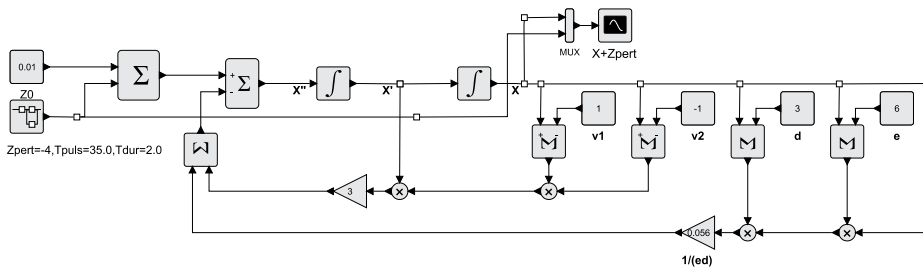 MUX
X+Zpert
0.01
Σ
+
-
Σ
X"
∫
X'
∫
X
Z0
1
v1
-1
v2
3
d
6
e
Zpert=-4,Tpuls=35.0,Tdur=2.0
Σ
+
-
Σ
+
-
Σ
Σ
Σ
3
×
×
0.056
×
×
1/(ed)